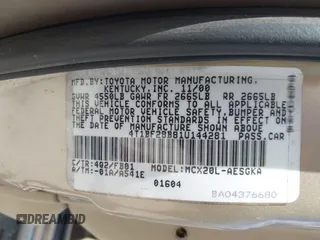 MFD.BY:TOYOTA MOTOR MANUFACTURING,
KENTUCKY,INC. 11/00
GVWR 4550LB GAWR FR 2665LB RR 2665LB
THIS VEHICLE CONFORMS TO ALL APPLICABLE
FEDERAL MOTOR VEHICLE SAFETY,BUMPER,AND
THEFT PREVENTION STANDARDS IN EFFECT ON
THE DATE OF MANUFACTURE SHOWN ABOVE.
PASS.CAR
C/TR:4Q2/FB01 MODEL:MCX20L-AESGKA
A/TM:-01A/A541E
01604
BA04376680